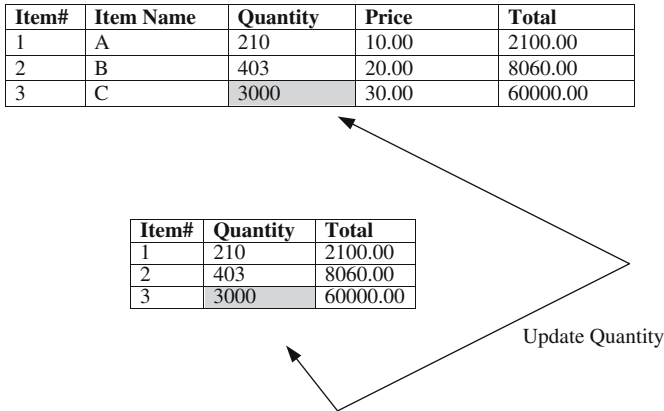 Item# Item Name Quantity Price Total
1 A 210 10.00 2100.00
2 B 403 20.00 8060.00
3 C 3000 30.00 60000.00
Item# Quantity Total
1 210 2100.00
2 403 8060.00
3 3000 60000.00
Update Quantity